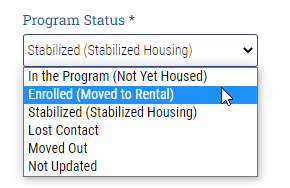 Program Status *
Stabilized (Stabilized Housing)
In the Program (Not Yet Housed)
Enrolled (Moved to Rental)
Stabilized (Stabilized Housing)
Lost Contact
Moved Out
Not Updated